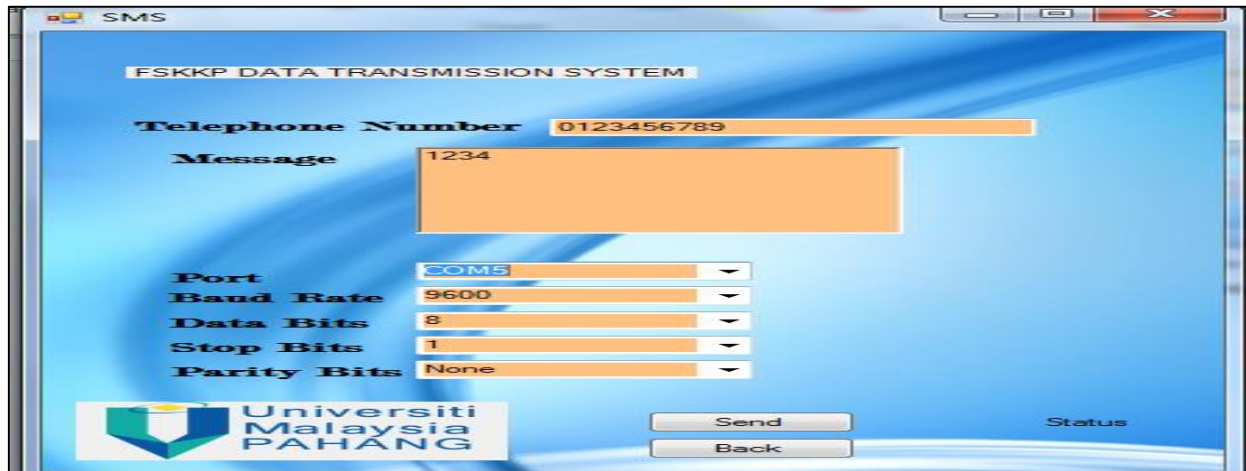 SMS
FSKKP DATA TRANSMISSION SYSTEM
Telephone Number 0123456789
Message 1234
Port COM5
Baud Rate 9600
Data Bits 8
Stop Bits 1
Parity Bits None
Universiti
Malaysia
PAHANG
Send
Status
Back